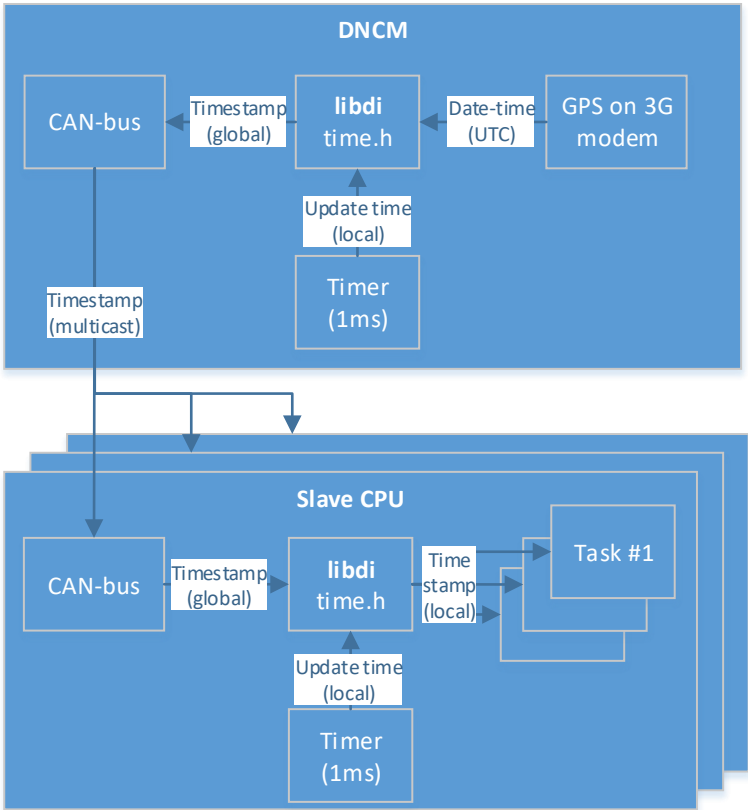 DNCM
CAN-bus
Timestamp
(global)
libdi
time.h
Date-time
(UTC)
GPS on 3G
modem
Update time
(local)
Timer
(1ms)
Timestamp
(multicast)
Slave CPU
CAN-bus
Timestamp
(global)
libdi
time.h
Time
stamp
(local)
Task #1
Update time
(local)
Timer
(1ms)